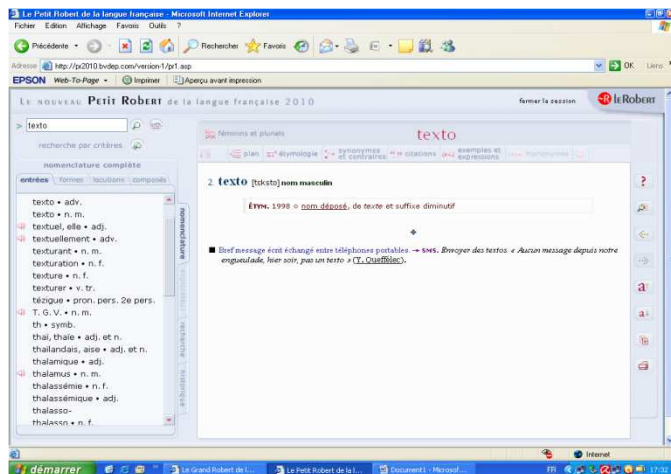 Le Petit Robert de la langue française - Microsoft Internet Explorer
Fichier Edition Affichage Favoris Outils ?
Précédente Rechercher Favoris
Adresse http://pr2010.bvdep.com/version-1/pr1.asp OK Liens
EPSON Web-To-Page Imprimer Aperçu avant impression
Le nouveau Petit Robert de la langue française 2010 fermer la session le Robert
> texto
féminins et pluriels texto
recherche par critères
plan étymologie synonymes et contraires citations exemples et expressions
nomenclature complète
entrées formes locutions composés
2 texto [tɛksto] nom masculin
ÉTYM. 1998 ◊ nom déposé, de texte et suffixe diminutif
■ Bref message écrit échangé entre téléphones portables. → SMS. Envoyer des textos. « Aucun message depuis notre
engueulade, hier soir, pas un texto » (Y. Queffélec).
texto • adv.
texto • n. m.
textuel, elle • adj.
textuellement • adv.
texturant • n. m.
texturation • n. f.
texture • n. f.
texturer • v. tr.
tézigue • pron. pers. 2e pers.
T. G. V. • n. m.
th • symb.
thaï, thaïe • adj. et n.
thaïlandais, aise • adj. et n.
thalamique • adj.
thalamus • n. m.
thalassémie • n. f.
thalassémique • adj.
thalasso-
thalasso • n. f.
nomenclature
recherche
?
a
a
Internet
démarrer Le Grand Robert de l... Le Petit Robert de la l... Document1 - Microsof... FR 17:02